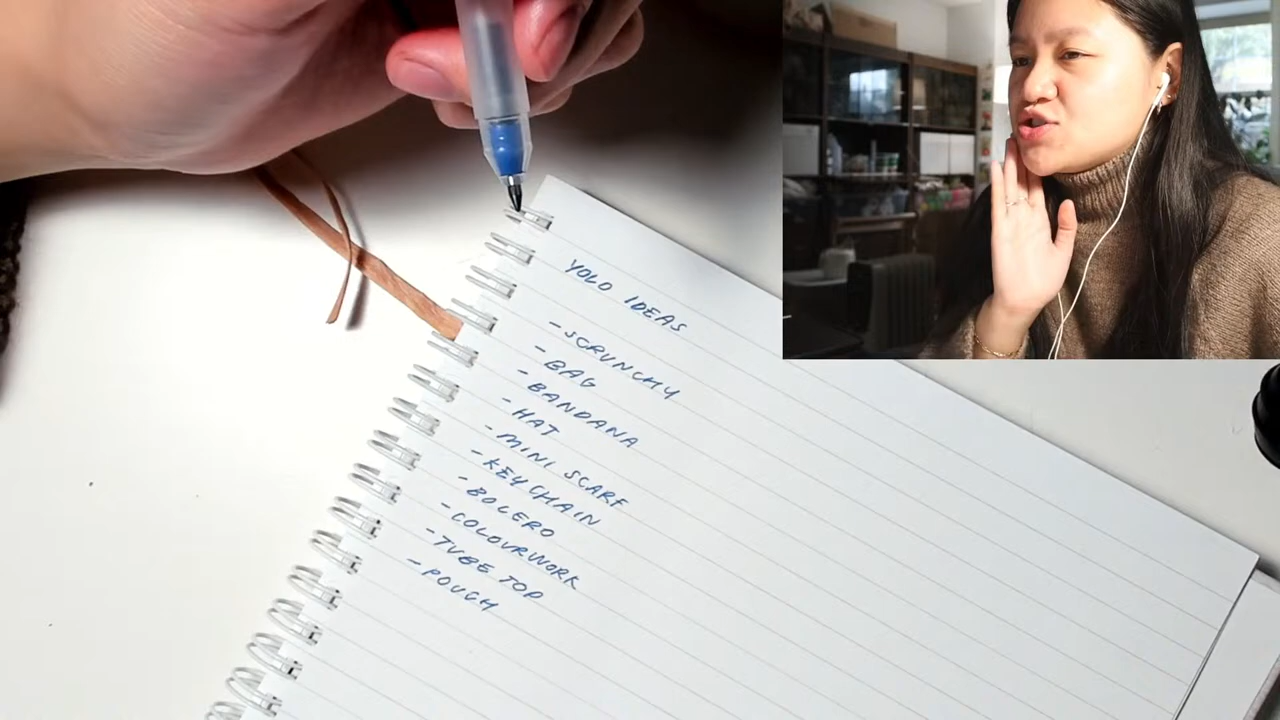 YOLO IDEAS
- SCRUNCHY
- BAG
- BANDANA
- HAT
- MINI SCARF
- KEYCHAIN
- BOLERO
- COLOURWORK
- TUBE TOP
- POUCH